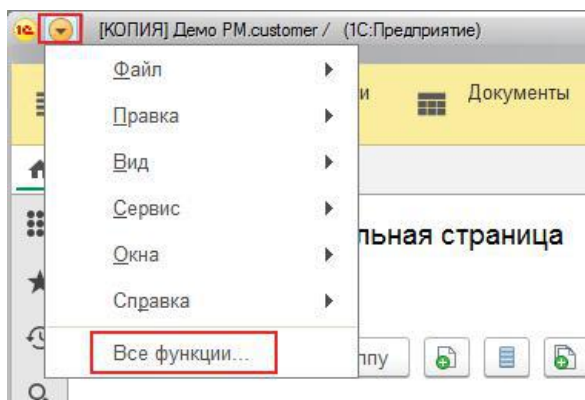 1С [КОПИЯ] Демо PM.customer / (1С:Предприятие)
Файл
и
Документы
Правка
Вид
Сервис
льная страница
Окна
Справка
Все функции...
ппу